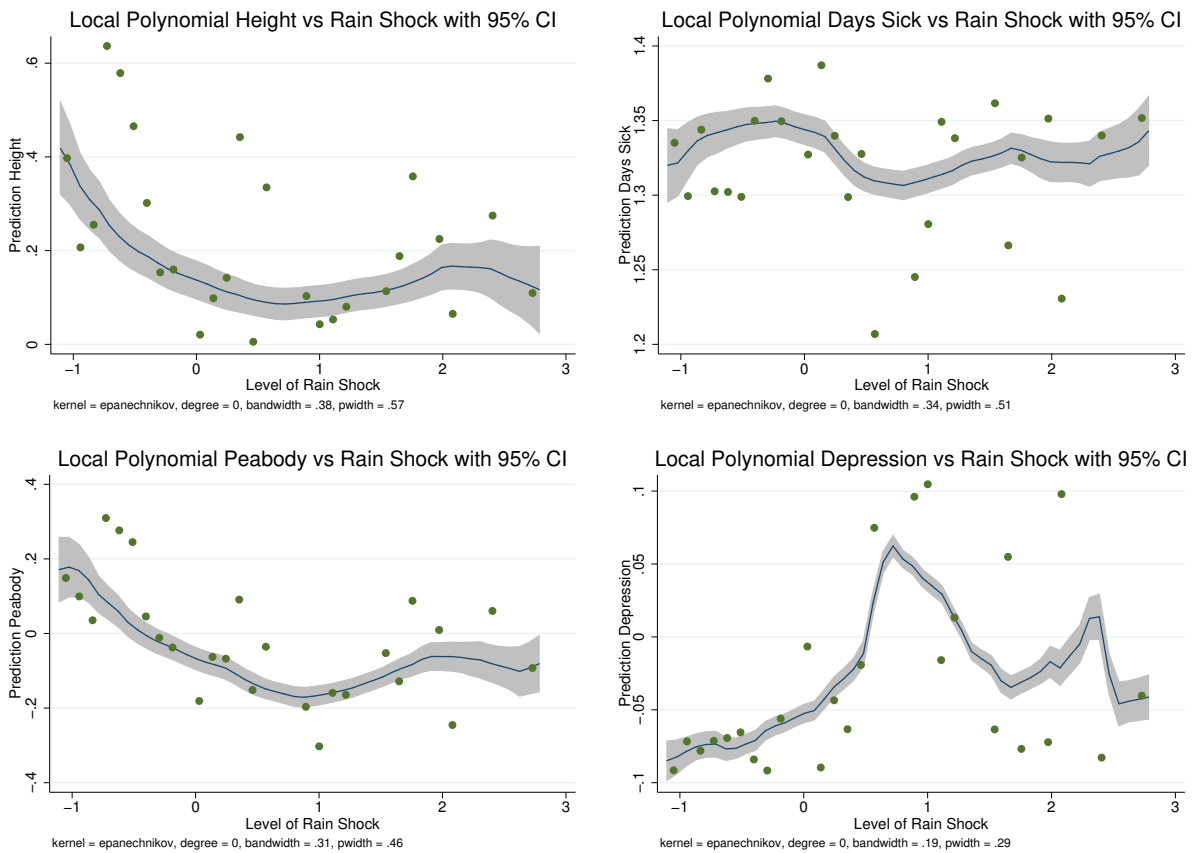 Local Polynomial Height vs Rain Shock with 95% CI
Prediction Height
.6
.4
.2
0
−1 0 1 2 3
Level of Rain Shock
kernel = epanechnikov, degree = 0, bandwidth = .38, pwidth = .57
Local Polynomial Days Sick vs Rain Shock with 95% CI
Prediction Days Sick
1.4
1.35
1.3
1.25
1.2
−1 0 1 2 3
Level of Rain Shock
kernel = epanechnikov, degree = 0, bandwidth = .34, pwidth = .51
Local Polynomial Peabody vs Rain Shock with 95% CI
Prediction Peabody
.4
.2
0
−.2
−.4
−1 0 1 2 3
Level of Rain Shock
kernel = epanechnikov, degree = 0, bandwidth = .31, pwidth = .46
Local Polynomial Depression vs Rain Shock with 95% CI
Prediction Depression
.1
.05
0
−.05
−.1
−1 0 1 2 3
Level of Rain Shock
kernel = epanechnikov, degree = 0, bandwidth = .19, pwidth = .29